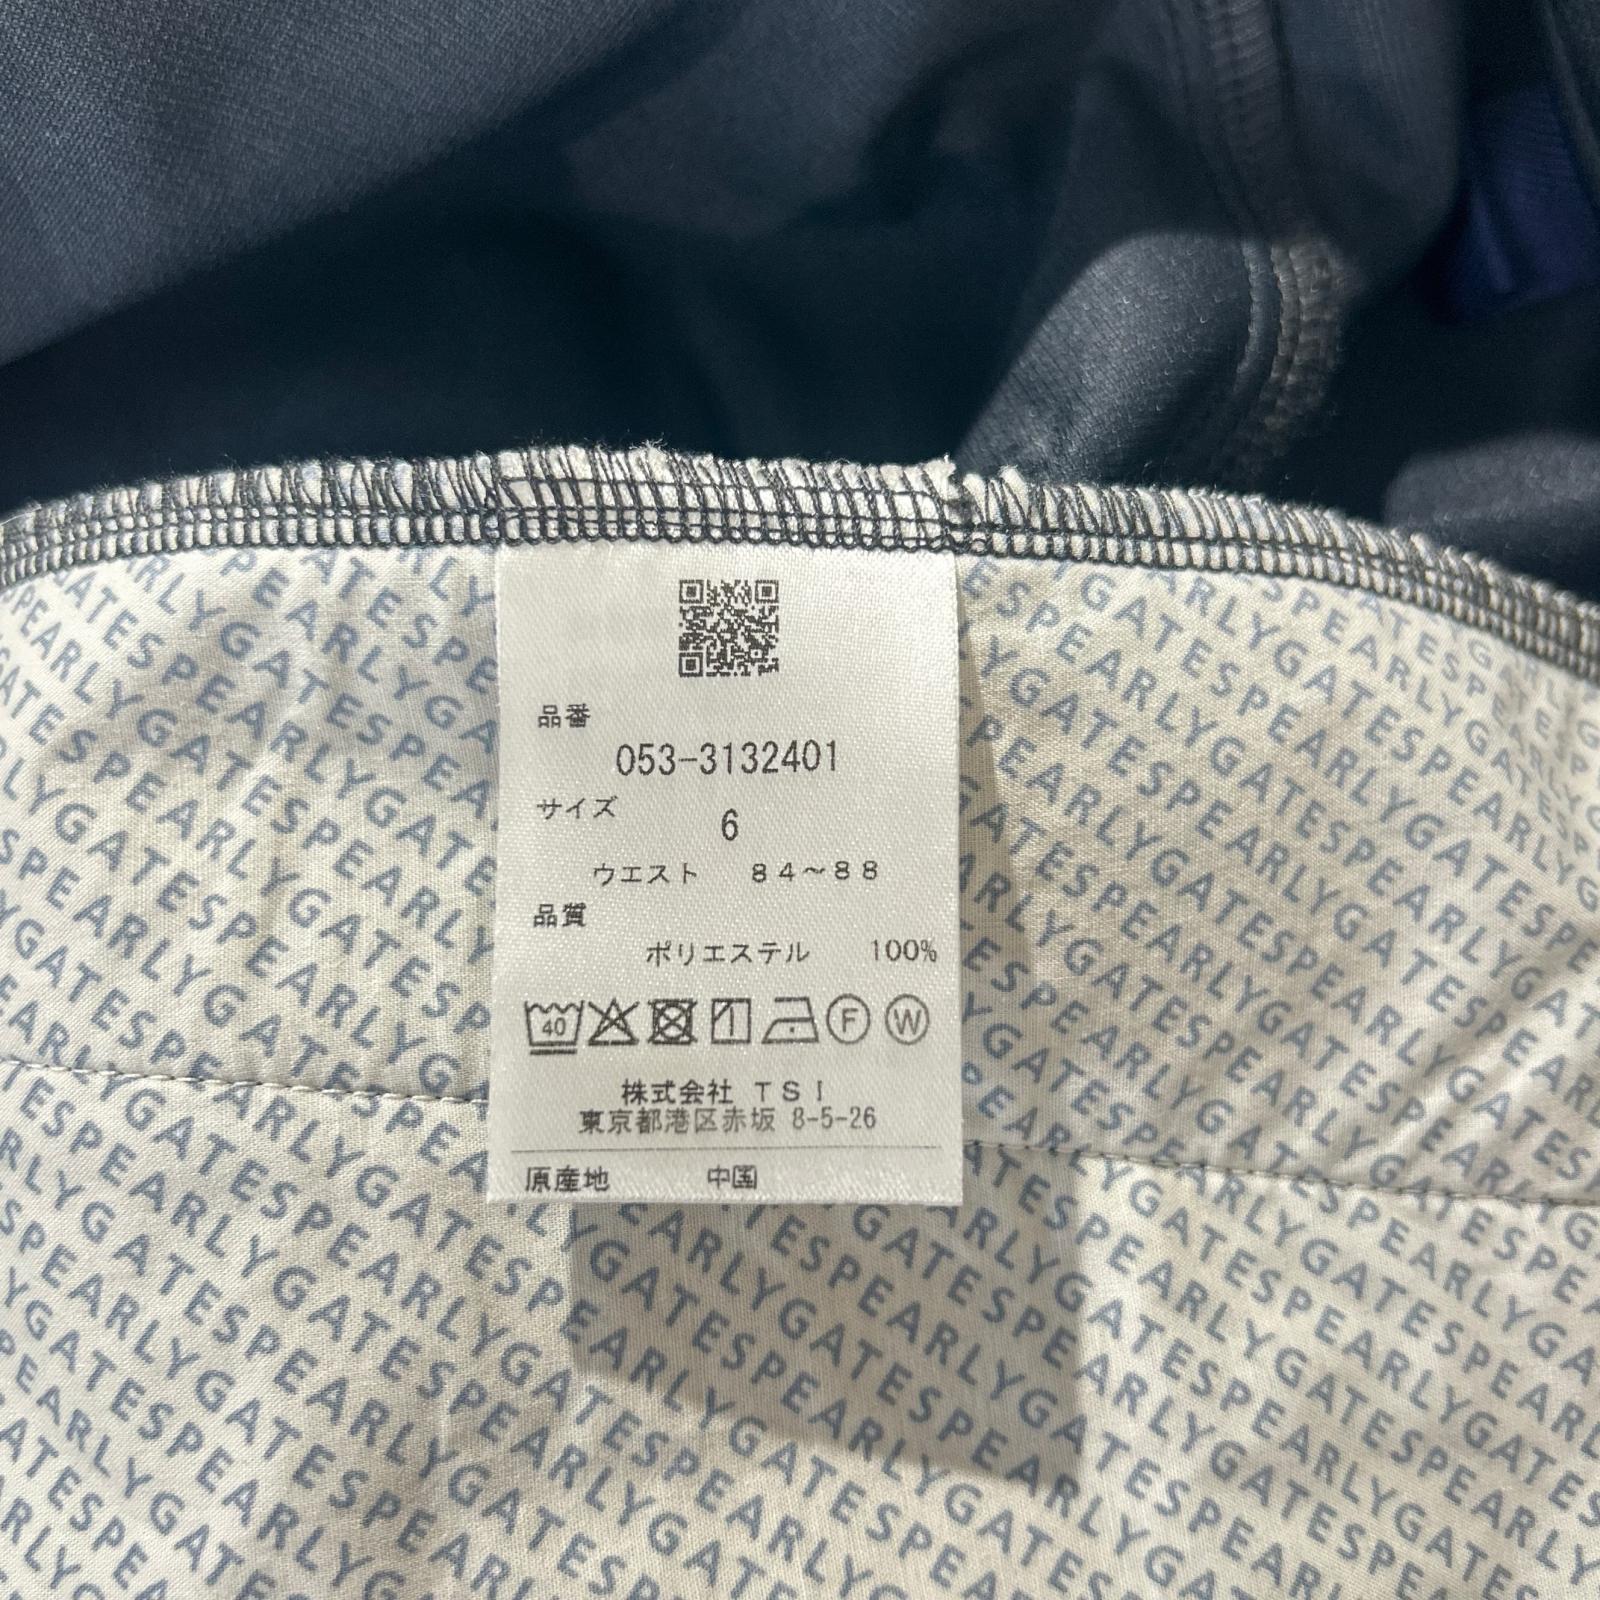 品番
053-3132401
サイズ
6
ウエスト 84～88
品質
ポリエステル 100%
40
F W
株式会社 TSI
東京都港区赤坂 8-5-26
原産地 中国
PEARLYGATESPEARLYGATESPEARLYGATES